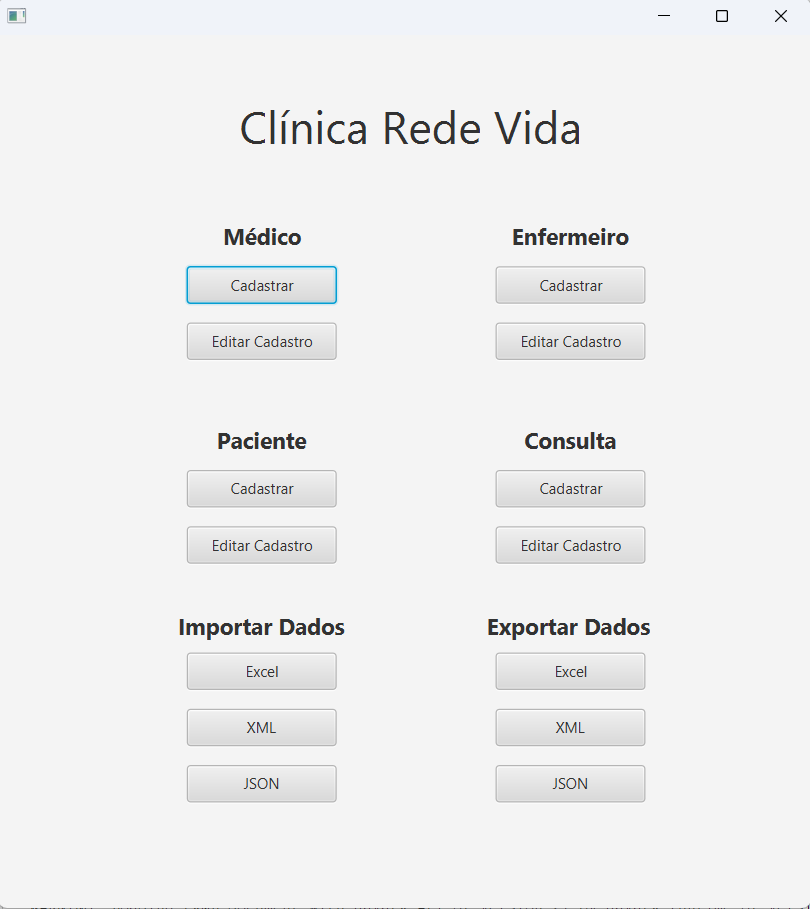 Clínica Rede Vida
Médico
Cadastrar
Editar Cadastro
Enfermeiro
Cadastrar
Editar Cadastro
Paciente
Cadastrar
Editar Cadastro
Consulta
Cadastrar
Editar Cadastro
Importar Dados
Excel
XML
JSON
Exportar Dados
Excel
XML
JSON